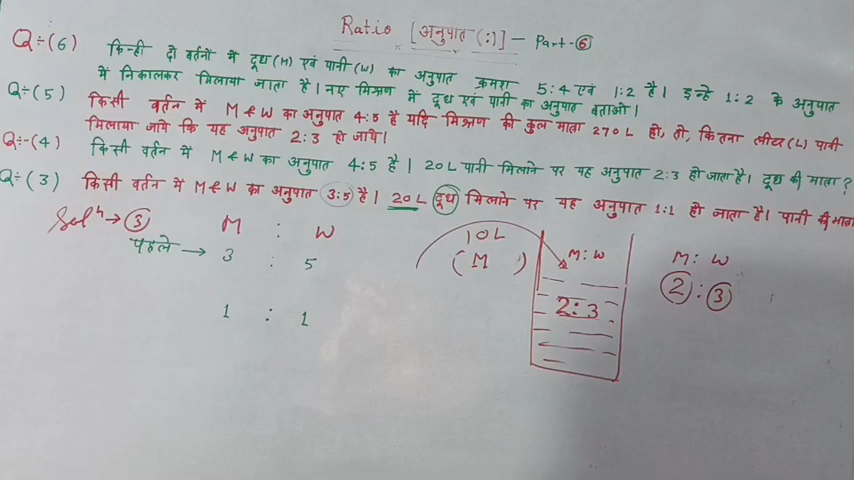 Ratio [अनुपात (:)] - Part-⑥
Q÷(6) किन्ही दो बर्तनों में दूध(M) एवं पानी(W) का अनुपात क्रमश 5:4 एवं 1:2 है। इन्हे 1:2 के अनुपात
में निकालकर मिलाया जाता है। नए मिश्रण में दूध एवं पानी का अनुपात बताओ।
Q÷(5) किसी बर्तन में M & W का अनुपात 4:5 है यदि मिश्रण की कुल मात्रा 270 L हो, तो, कितना लीटर(L) पानी
मिलाया जाये कि यह अनुपात 2:3 हो जाये।
Q÷(4) किसी बर्तन में M & W का अनुपात 4:5 है। 20 L पानी मिलाने पर यह अनुपात 2:3 हो जाता है। दूध की मात्रा?
Q÷(3) किसी बर्तन में M & W का अनुपात 3:5 है। 20 L दूध मिलाने पर यह अनुपात 1:1 हो जाता है। पानी की मात्रा
Solⁿ→③ M : W
पहले → 3 : 5
1 : 1
10L
(M)
M:W
2:3
M:W
2:3